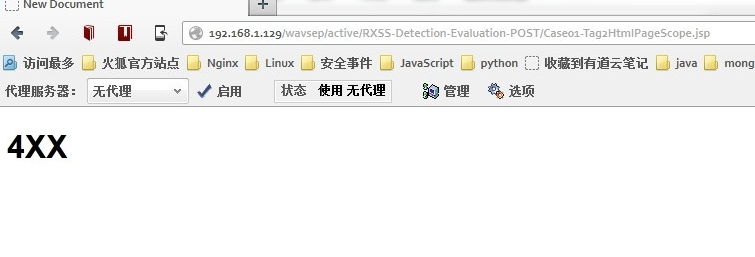 New Document
192.168.1.129/wavsep/active/RXSS-Detection-Evaluation-POST/Case01-Tag2HtmlPageScope.jsp
访问最多 火狐官方站点 Nginx Linux 安全事件 JavaScript python 收藏到有道云笔记 java mong
代理服务器： 无代理 启用 状态 使用 无代理 管理 选项
4XX